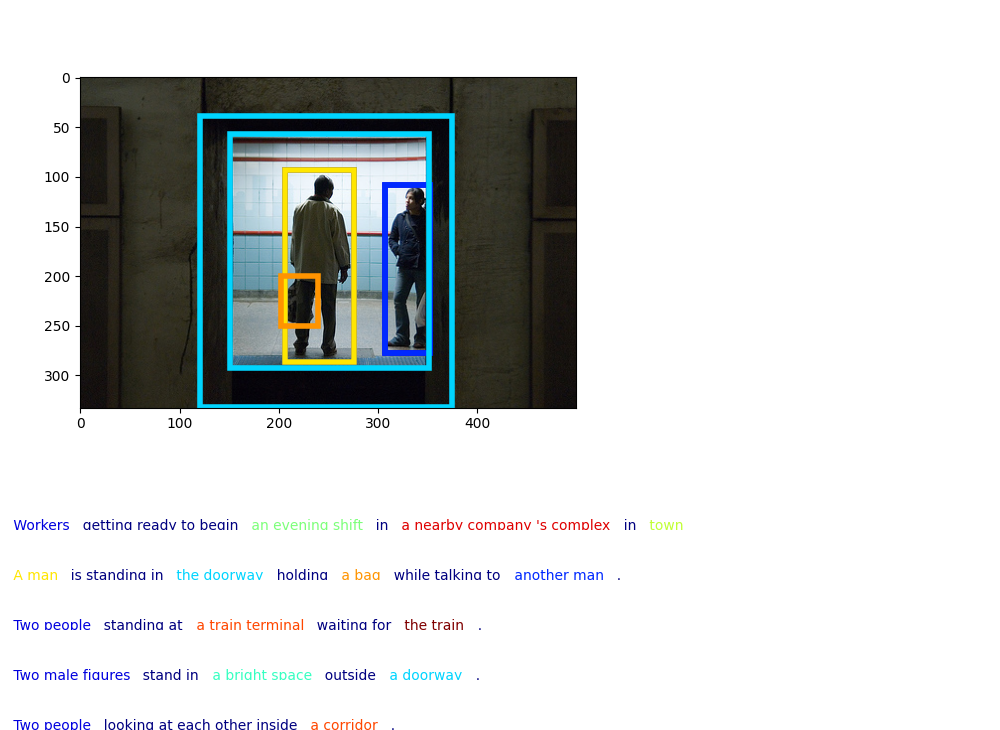 0
50
100
150
200
250
300
0 100 200 300 400
Workers getting ready to begin an evening shift in a nearby company 's complex in town
A man is standing in the doorway holding a bag while talking to another man .
Two people standing at a train terminal waiting for the train .
Two male figures stand in a bright space outside a doorway .
Two people looking at each other inside a corridor .